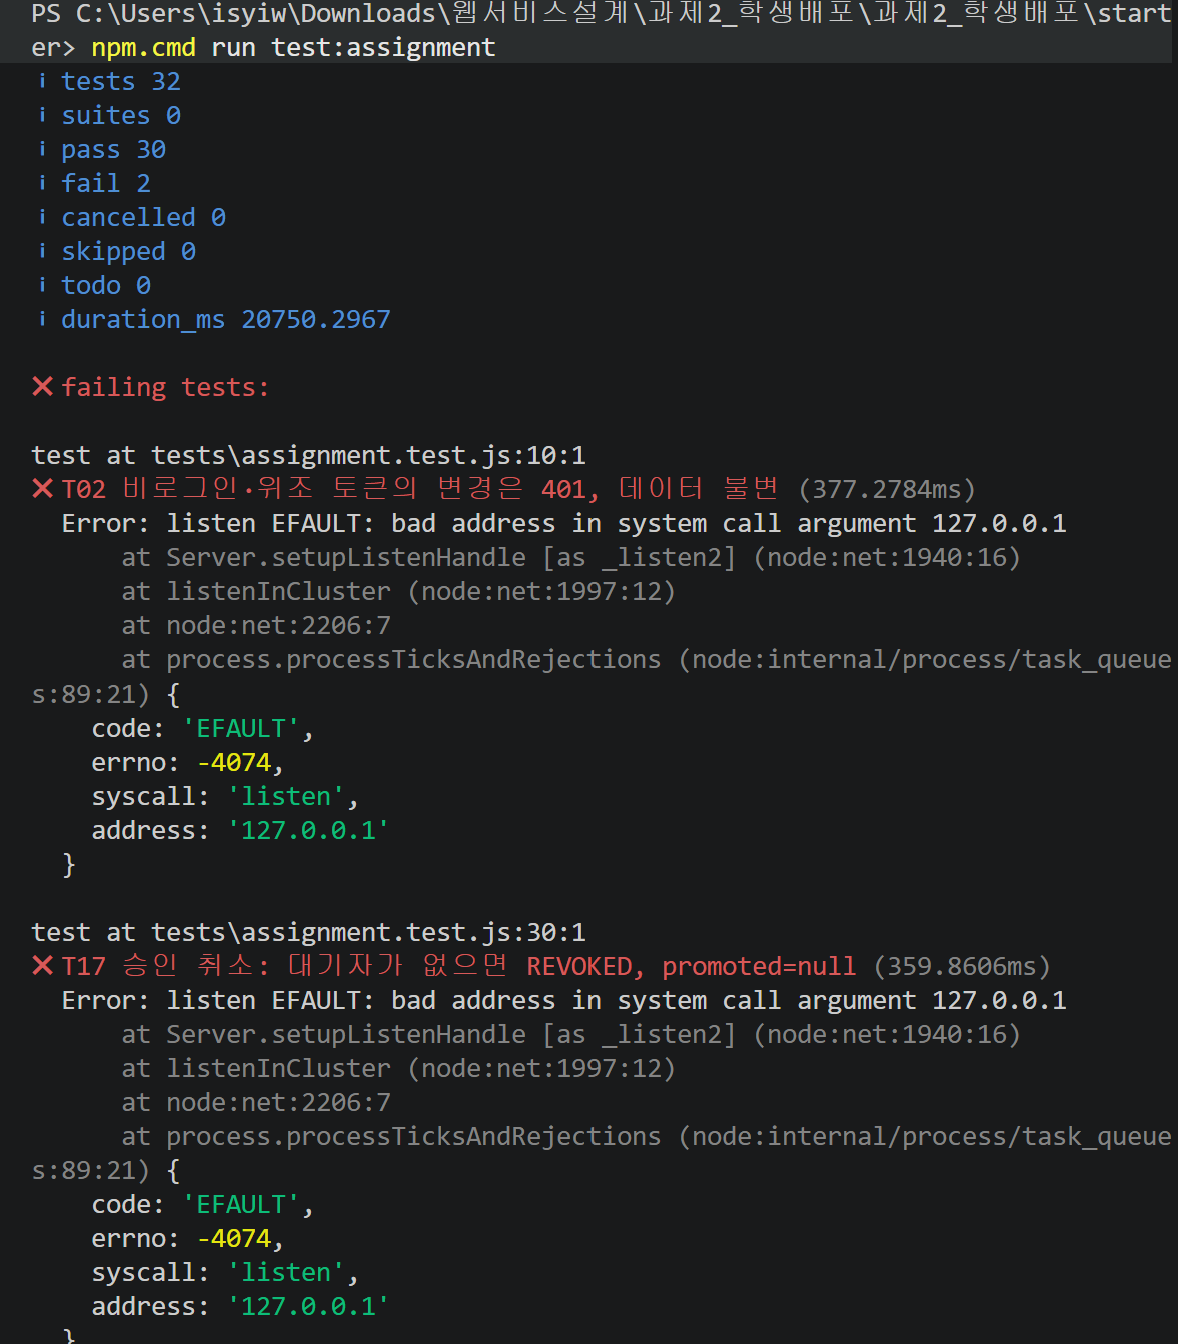 PS C:\Users\isyiw\Downloads\웹서비스설계\과제2_학생배포\과제2_학생배포\start
er> npm.cmd run test:assignment
ℹ tests 32
ℹ suites 0
ℹ pass 30
ℹ fail 2
ℹ cancelled 0
ℹ skipped 0
ℹ todo 0
ℹ duration_ms 20750.2967
✖ failing tests:
test at tests\assignment.test.js:10:1
✖ T02 비로그인·위조 토큰의 변경은 401, 데이터 불변 (377.2784ms)
Error: listen EFAULT: bad address in system call argument 127.0.0.1
at Server.setupListenHandle [as _listen2] (node:net:1940:16)
at listenInCluster (node:net:1997:12)
at node:net:2206:7
at process.processTicksAndRejections (node:internal/process/task_queue
s:89:21) {
code: 'EFAULT',
errno: -4074,
syscall: 'listen',
address: '127.0.0.1'
}
test at tests\assignment.test.js:30:1
✖ T17 승인 취소: 대기자가 없으면 REVOKED, promoted=null (359.8606ms)
Error: listen EFAULT: bad address in system call argument 127.0.0.1
at Server.setupListenHandle [as _listen2] (node:net:1940:16)
at listenInCluster (node:net:1997:12)
at node:net:2206:7
at process.processTicksAndRejections (node:internal/process/task_queue
s:89:21) {
code: 'EFAULT',
errno: -4074,
syscall: 'listen',
address: '127.0.0.1'
}